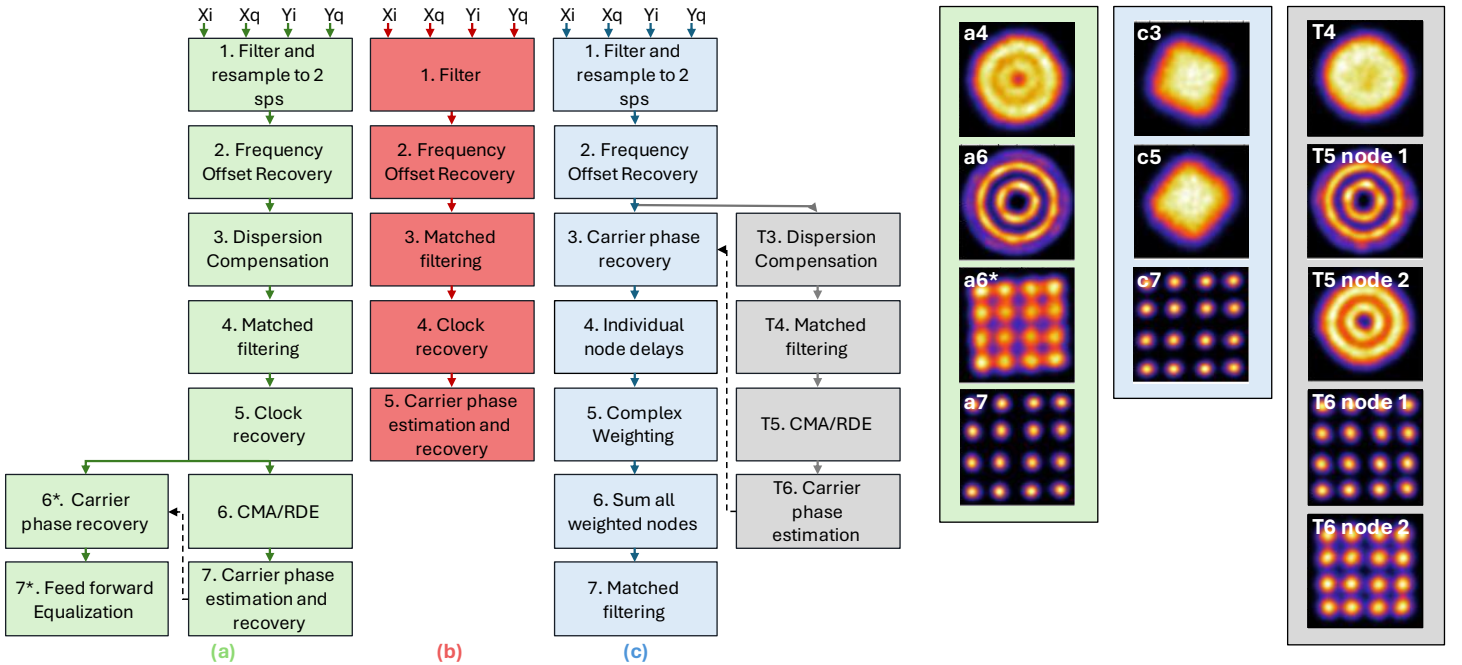 Xi Xq Yi Yq
1. Filter and
resample to 2
sps
2. Frequency
Offset Recovery
3. Dispersion
Compensation
4. Matched
filtering
5. Clock
recovery
6*. Carrier
phase recovery
7*. Feed forward
Equalization
6. CMA/RDE
7. Carrier phase
estimation and
recovery
(a)
Xi Xq Yi Yq
1. Filter
2. Frequency
Offset Recovery
3. Matched
filtering
4. Clock
recovery
5. Carrier phase
estimation and
recovery
(b)
Xi Xq Yi Yq
1. Filter and
resample to 2
sps
2. Frequency
Offset Recovery
3. Carrier phase
recovery
4. Individual
node delays
5. Complex
Weighting
6. Sum all
weighted nodes
7. Matched
filtering
(c)
T3. Dispersion
Compensation
T4. Matched
filtering
T5. CMA/RDE
T6. Carrier
phase
estimation
a4
a6
a6*
a7
c3
c5
c7
T4
T5 node 1
T5 node 2
T6 node 1
T6 node 2